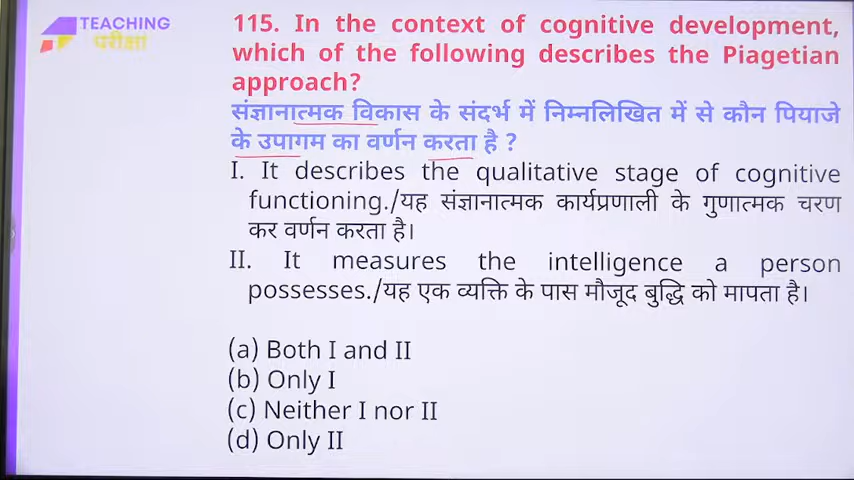 TEACHING
परीक्षा
115. In the context of cognitive development,
which of the following describes the Piagetian
approach?
संज्ञानात्मक विकास के संदर्भ में निम्नलिखित में से कौन पियाजे
के उपागम का वर्णन करता है ?
I. It describes the qualitative stage of cognitive
functioning./यह संज्ञानात्मक कार्यप्रणाली के गुणात्मक चरण
कर वर्णन करता है।
II. It measures the intelligence a person
possesses./यह एक व्यक्ति के पास मौजूद बुद्धि को मापता है।
(a) Both I and II
(b) Only I
(c) Neither I nor II
(d) Only II